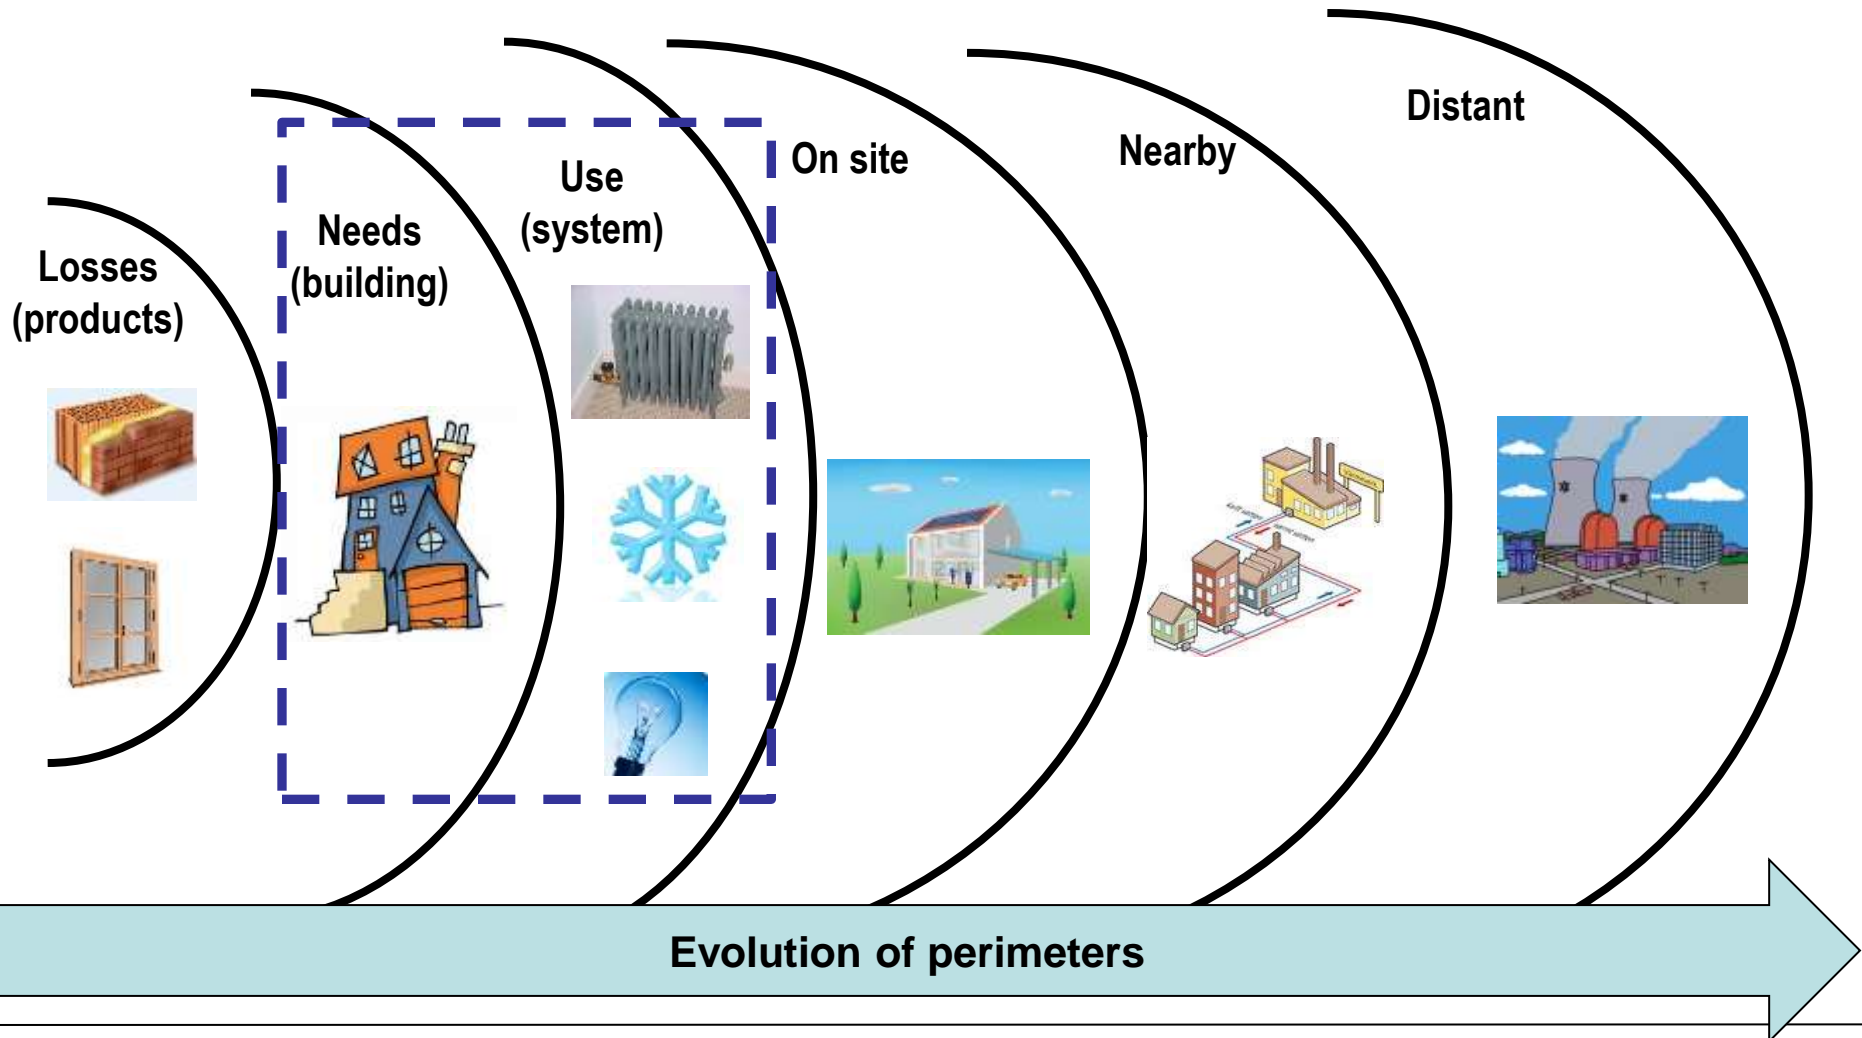 Losses
(products)
Needs
(building)
Use
(system)
On site
Nearby
Distant
Evolution of perimeters